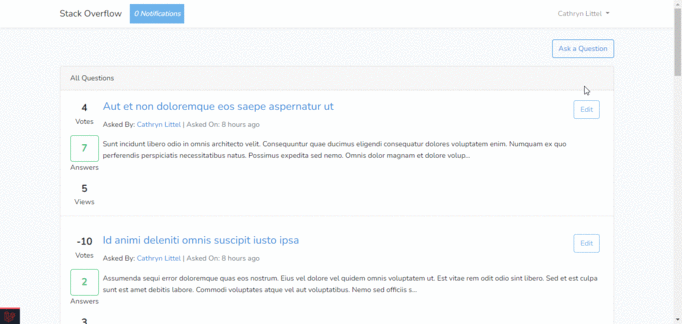 Stack Overflow
0 Notifications
Cathryn Littel
Ask a Question
All Questions
4
Votes
Aut et non doloremque eos saepe aspernatur ut
Edit
Asked By: Cathryn Littel | Asked On: 8 hours ago
7
Answers
Sunt incidunt libero odio in omnis architecto velit. Consequuntur quae ducimus eligendi consequatur dolores voluptatem enim. Numquam ex quo
perferendis perspiciatis necessitatibus natus. Possimus expedita sed nemo. Omnis dolor magnam et dolore volup...
5
Views
-10
Votes
Id animi deleniti omnis suscipit iusto ipsa
Edit
Asked By: Cathryn Littel | Asked On: 8 hours ago
2
Answers
Assumenda sequi error doloremque quas eos nostrum. Eius vel dolore vel quidem omnis voluptatem ut. Est vitae rem odit odio sint libero. Sed et est culpa
sunt est amet debitis labore. Commodi voluptates atque vel aut voluptatibus. Nemo sed officiis s...
3